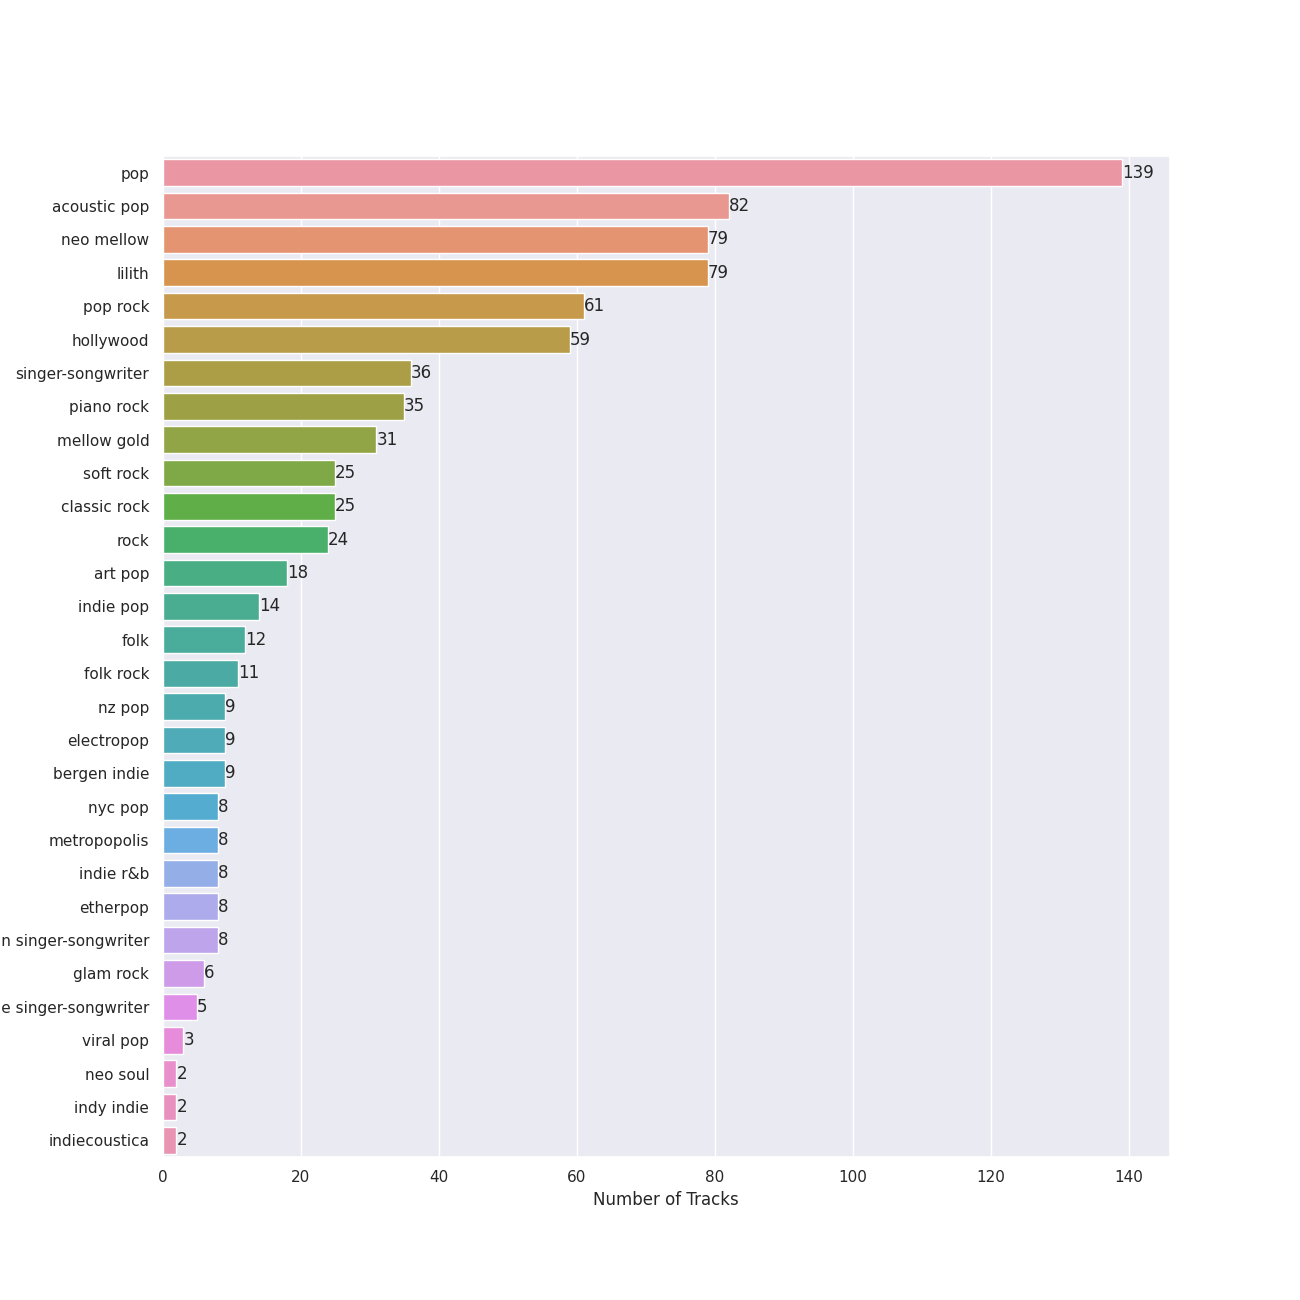 pop 139
acoustic pop 82
neo mellow 79
lilith 79
pop rock 61
hollywood 59
singer-songwriter 36
piano rock 35
mellow gold 31
soft rock 25
classic rock 25
rock 24
art pop 18
indie pop 14
folk 12
folk rock 11
nz pop 9
electropop 9
bergen indie 9
nyc pop 8
metropopolis 8
indie r&b 8
etherpop 8
n singer-songwriter 8
glam rock 6
e singer-songwriter 5
viral pop 3
neo soul 2
indy indie 2
indiecoustica 2
0 20 40 60 80 100 120 140
Number of Tracks